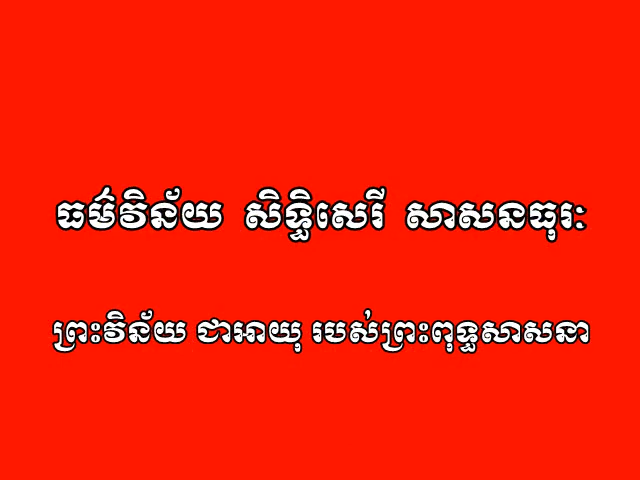 ធម៌វិន័យ សិទ្ធិសេរី សាសនធុរៈ
ព្រះវិន័យ ជាអាយុ របស់ព្រះពុទ្ធសាសនា